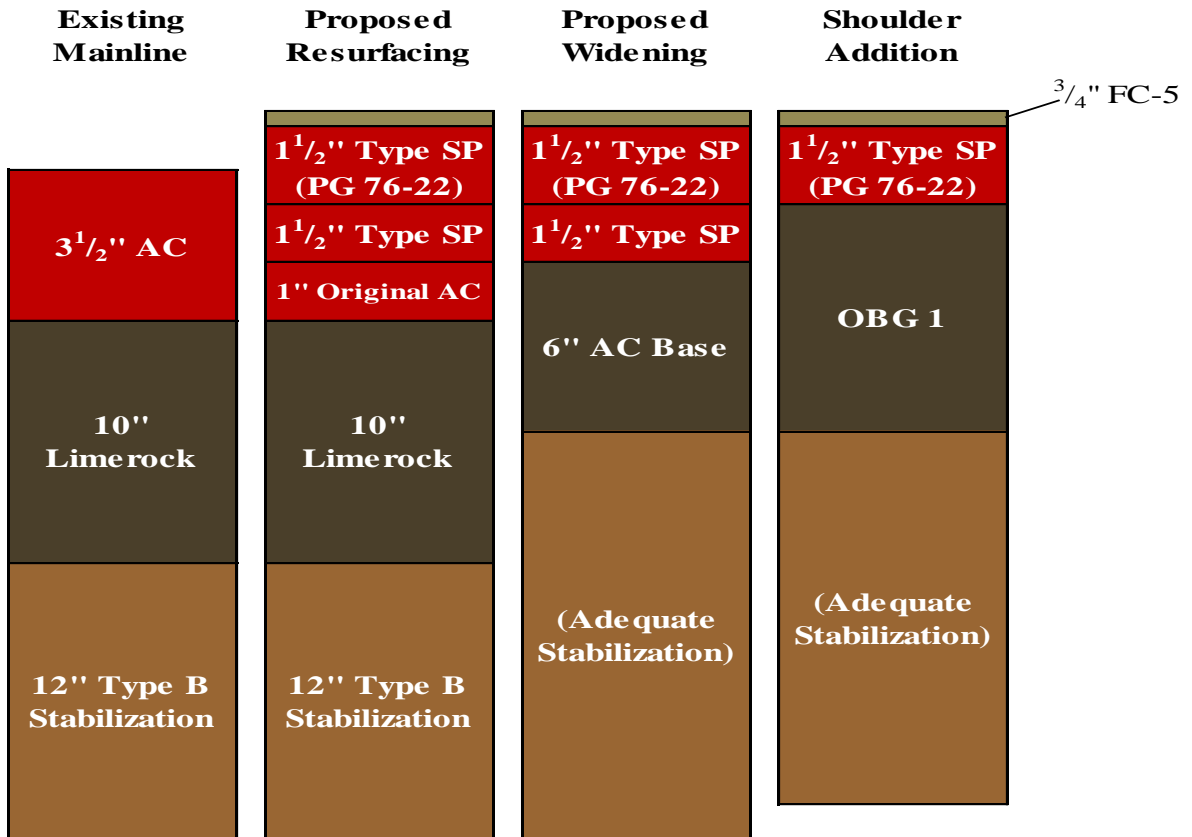 Existing
Mainline
Proposed
Resurfacing
Proposed
Widening
Shoulder
Addition
3/4" FC-5
3 1/2'' AC
10''
Limerock
12'' Type B
Stabilization
1 1/2'' Type SP
(PG 76-22)
1 1/2'' Type SP
1'' Original AC
10''
Limerock
12'' Type B
Stabilization
1 1/2'' Type SP
(PG 76-22)
1 1/2'' Type SP
6'' AC Base
(Adequate
Stabilization)
1 1/2'' Type SP
(PG 76-22)
OBG 1
(Adequate
Stabilization)